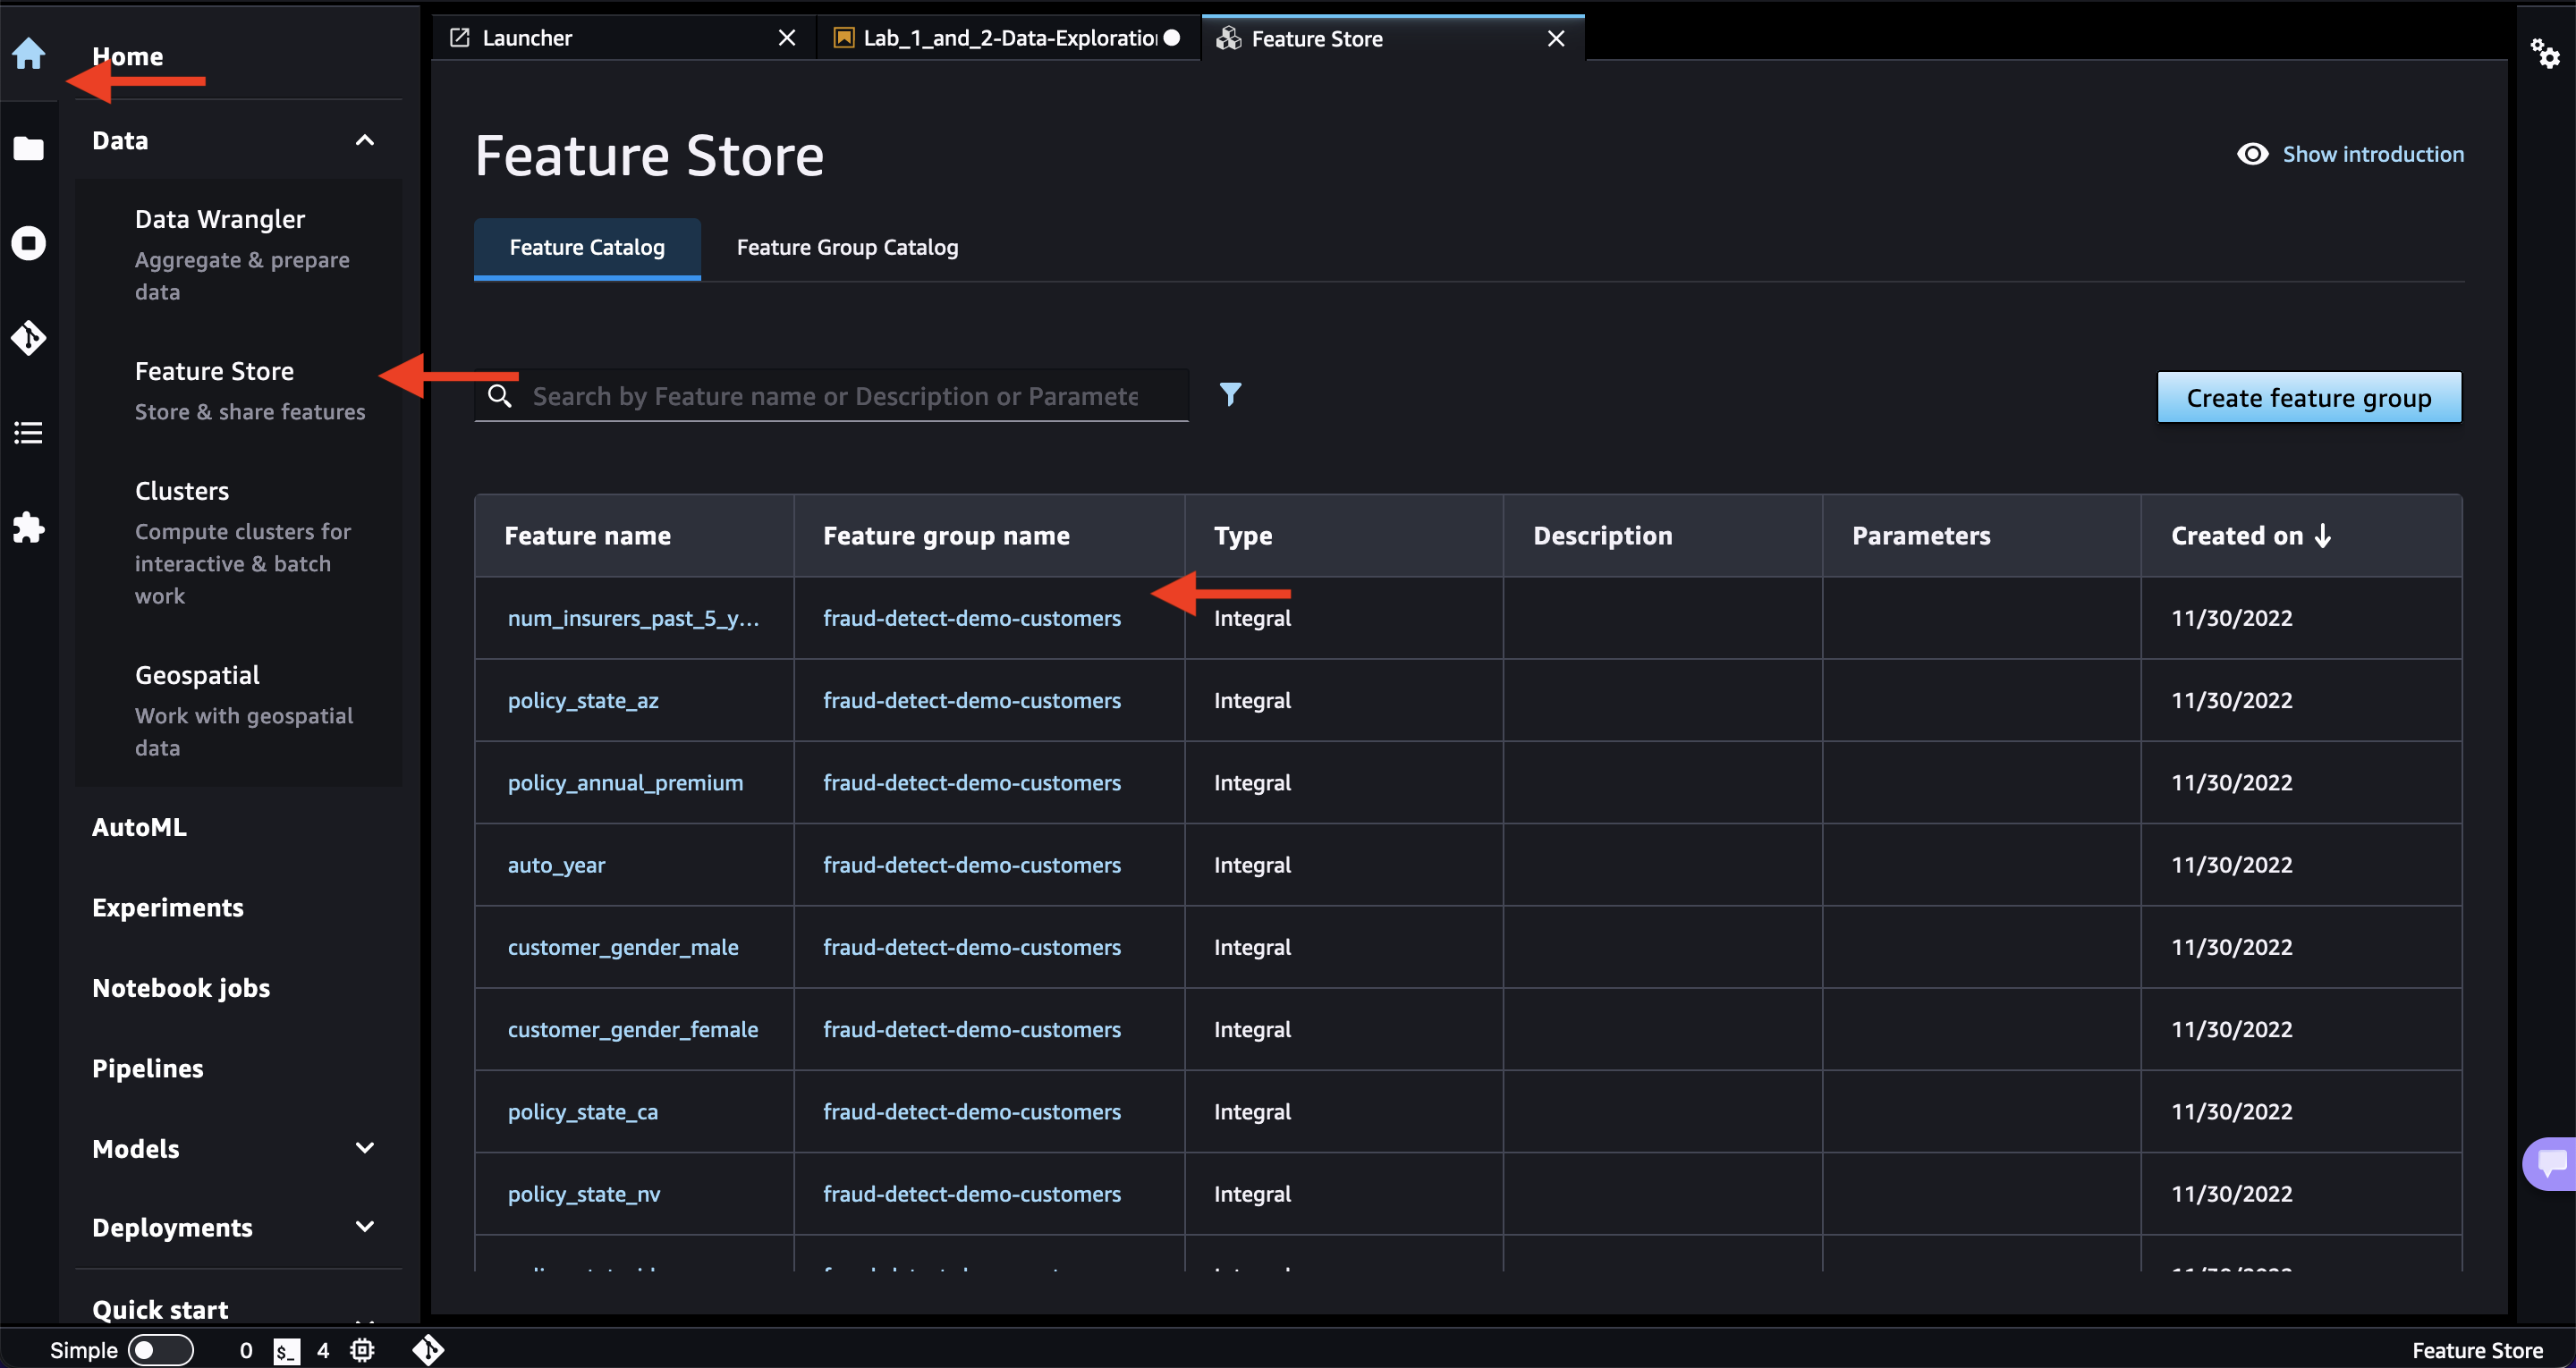 Launcher
Lab_1_and_2-Data-Exploratio
Feature Store
Home
Data
Data Wrangler
Aggregate & prepare
data
Feature Store
Store & share features
Clusters
Compute clusters for
interactive & batch
work
Geospatial
Work with geospatial
data
AutoML
Experiments
Notebook jobs
Pipelines
Models
Deployments
Quick start
Feature Store
Show introduction
Feature Catalog Feature Group Catalog
Search by Feature name or Description or Paramete
Create feature group
Feature name Feature group name Type Description Parameters Created on
num_insurers_past_5_y... fraud-detect-demo-customers Integral 11/30/2022
policy_state_az fraud-detect-demo-customers Integral 11/30/2022
policy_annual_premium fraud-detect-demo-customers Integral 11/30/2022
auto_year fraud-detect-demo-customers Integral 11/30/2022
customer_gender_male fraud-detect-demo-customers Integral 11/30/2022
customer_gender_female fraud-detect-demo-customers Integral 11/30/2022
policy_state_ca fraud-detect-demo-customers Integral 11/30/2022
policy_state_nv fraud-detect-demo-customers Integral 11/30/2022
Simple 0 $_ 4 Feature Store